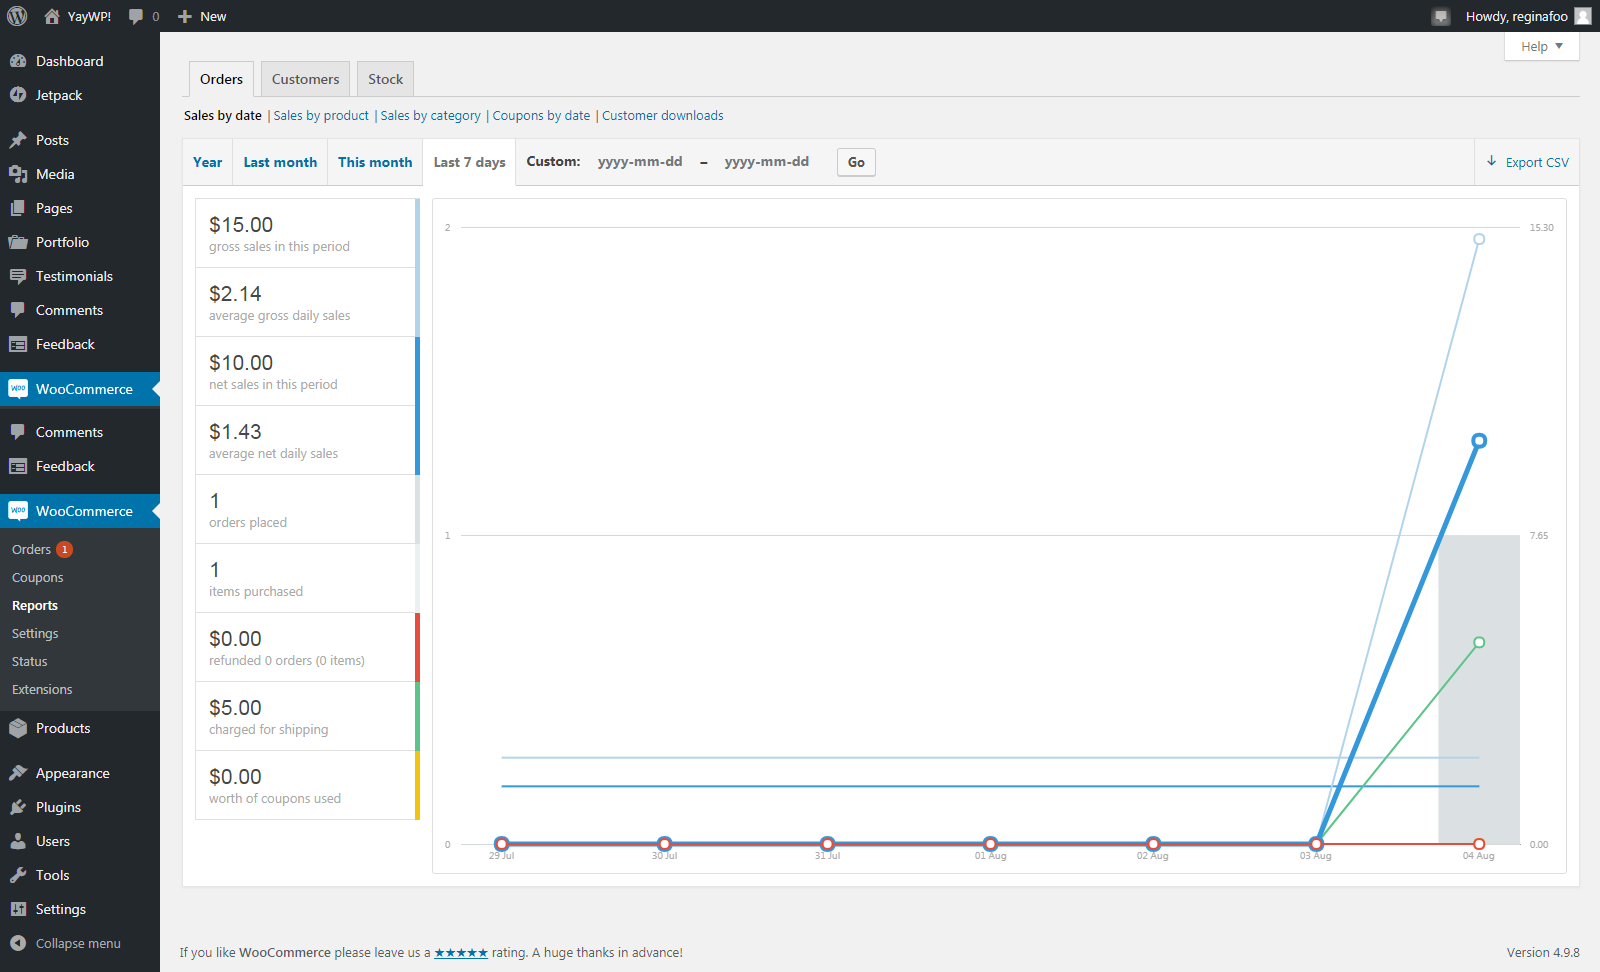 YayWP! 0 New Howdy, reginafoo
Help
Dashboard
Jetpack
Posts
Media
Pages
Portfolio
Testimonials
Comments
Feedback
WooCommerce
Comments
Feedback
WooCommerce
Orders 1
Coupons
Reports
Settings
Status
Extensions
Products
Appearance
Plugins
Users
Tools
Settings
Collapse menu
Orders Customers Stock
Sales by date | Sales by product | Sales by category | Coupons by date | Customer downloads
Year Last month This month Last 7 days Custom: yyyy-mm-dd – yyyy-mm-dd Go Export CSV
$15.00
gross sales in this period
$2.14
average gross daily sales
$10.00
net sales in this period
$1.43
average net daily sales
1
orders placed
1
items purchased
$0.00
refunded 0 orders (0 items)
$5.00
charged for shipping
$0.00
worth of coupons used
2 15.30
1 7.65
0 0.00
29 Jul 30 Jul 31 Jul 01 Aug 02 Aug 03 Aug 04 Aug
If you like WooCommerce please leave us a ★★★★★ rating. A huge thanks in advance! Version 4.9.8